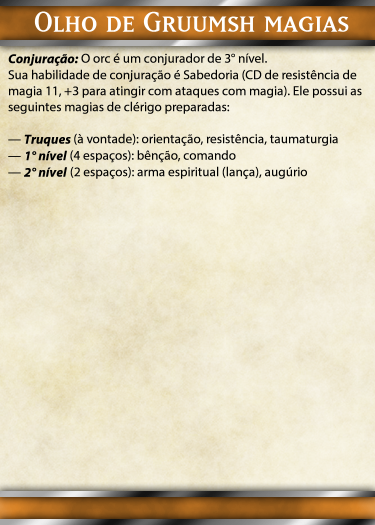 Olho de Gruumsh magias
Conjuração: O orc é um conjurador de 3° nível.
Sua habilidade de conjuração é Sabedoria (CD de resistência de
magia 11, +3 para atingir com ataques com magia). Ele possui as
seguintes magias de clérigo preparadas:
— Truques (à vontade): orientação, resistência, taumaturgia
— 1° nível (4 espaços): bênção, comando
— 2° nível (2 espaços): arma espiritual (lança), augúrio